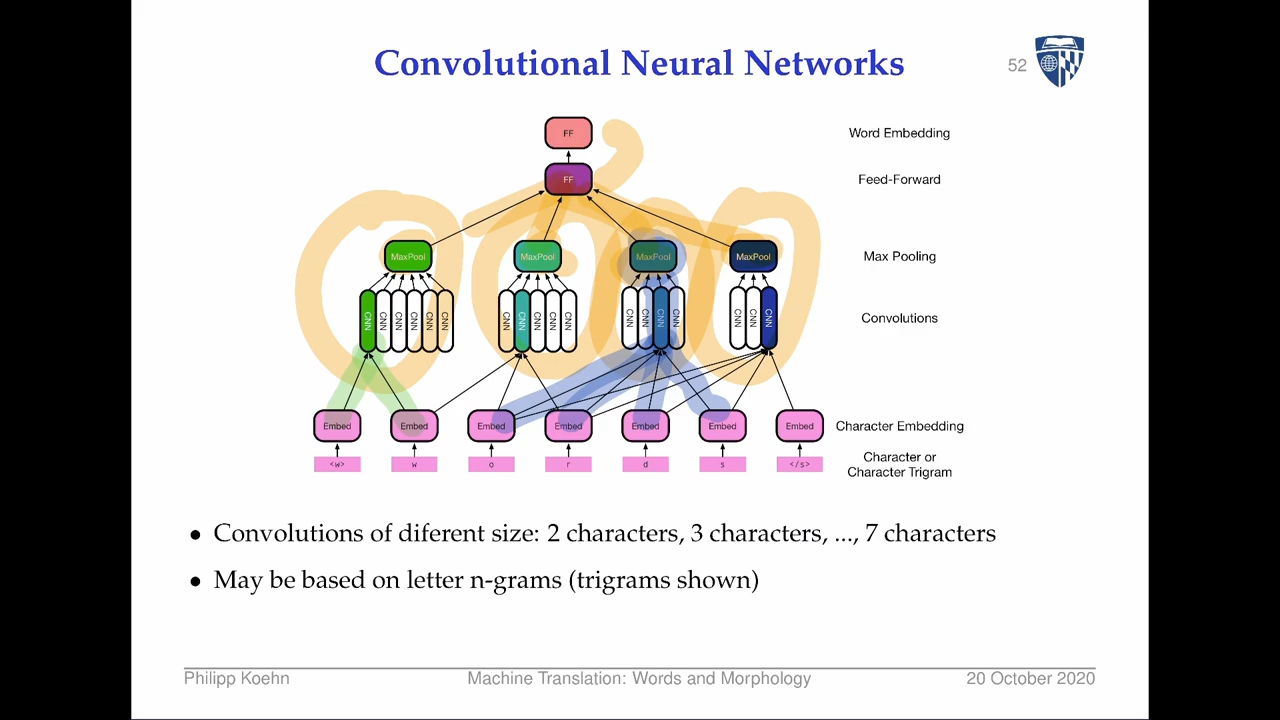 Convolutional Neural Networks
52
FF
Word Embedding
FF
Feed-Forward
MaxPool MaxPool MaxPool MaxPool
Max Pooling
CNN CNN CNN CNN CNN CNN CNN CNN CNN CNN CNN CNN CNN CNN CNN CNN CNN CNN
Convolutions
Embed Embed Embed Embed Embed Embed Embed
Character Embedding
<w> w o r d s </s>
Character or
Character Trigram
• Convolutions of diferent size: 2 characters, 3 characters, ..., 7 characters
• May be based on letter n-grams (trigrams shown)
Philipp Koehn
Machine Translation: Words and Morphology
20 October 2020